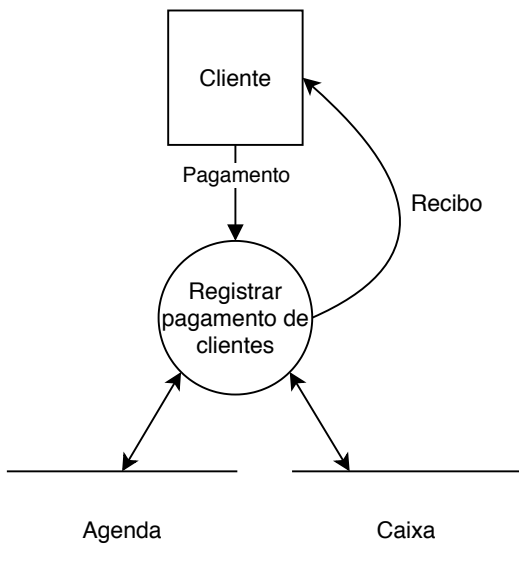 Cliente
Pagamento
Recibo
Registrar
pagamento de
clientes
Agenda
Caixa